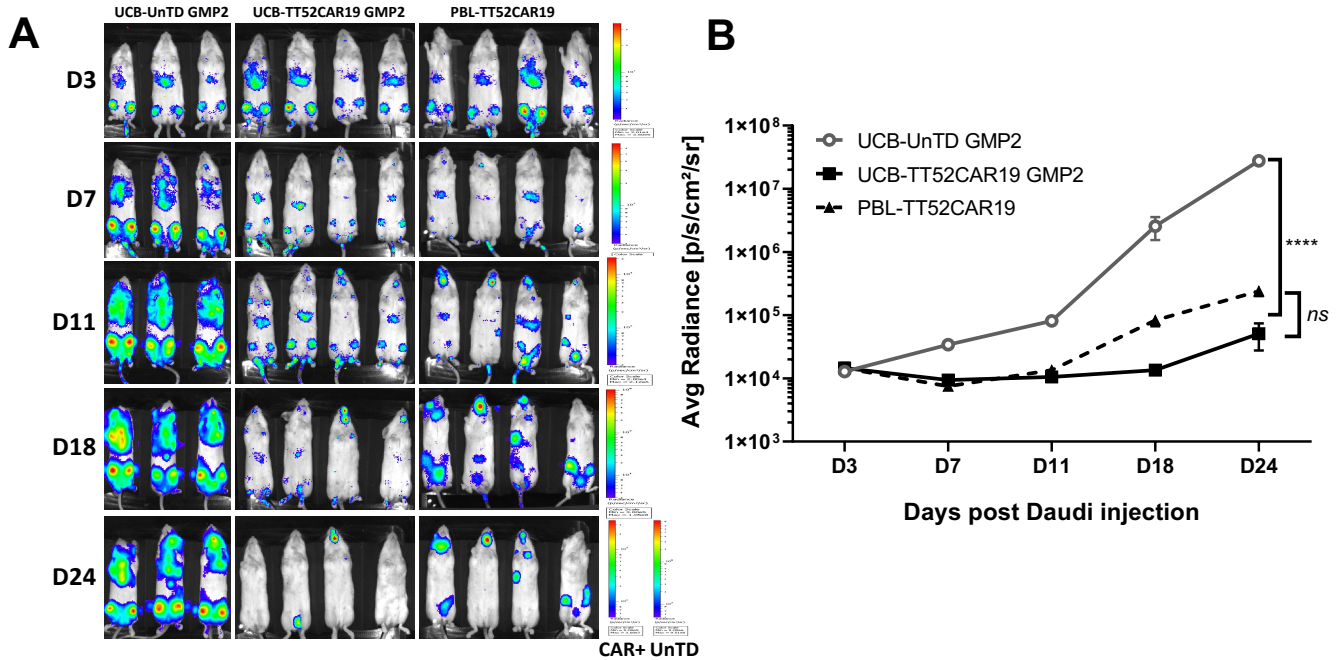 A
UCB-UnTD GMP2 UCB-TT52CAR19 GMP2 PBL-TT52CAR19
D3
D7
D11
D18
D24
CAR+ UnTD
B
Avg Radiance [p/s/cm²/sr]
1×10⁸
1×10⁷
1×10⁶
1×10⁵
1×10⁴
1×10³
UCB-UnTD GMP2
UCB-TT52CAR19 GMP2
PBL-TT52CAR19
****
ns
D3 D7 D11 D18 D24
Days post Daudi injection